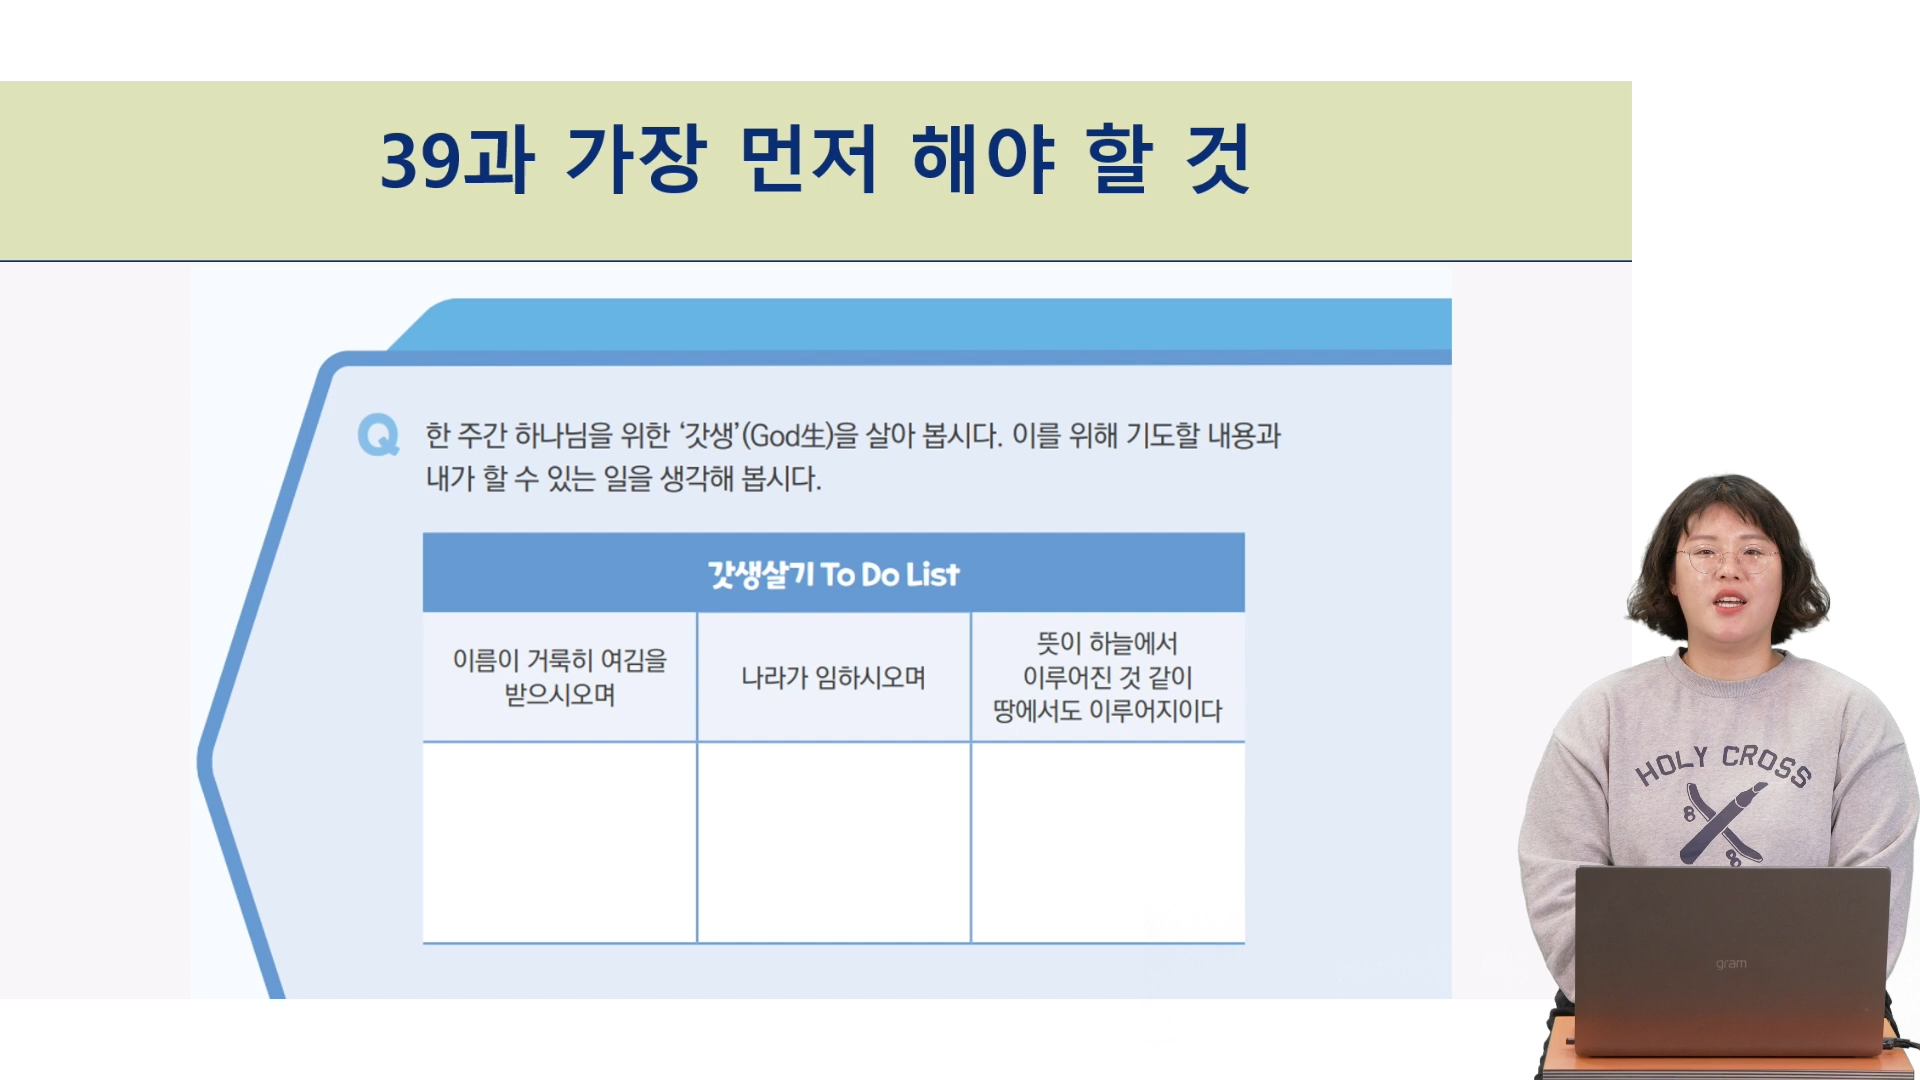 39과 가장 먼저 해야 할 것
Q 한 주간 하나님을 위한 ‘갓생’(God生)을 살아 봅시다. 이를 위해 기도할 내용과
내가 할 수 있는 일을 생각해 봅시다.
갓생살기 To Do List
이름이 거룩히 여김을
받으시오며
나라가 임하시오며
뜻이 하늘에서
이루어진 것 같이
땅에서도 이루어지이다
HOLY CROSS
gram